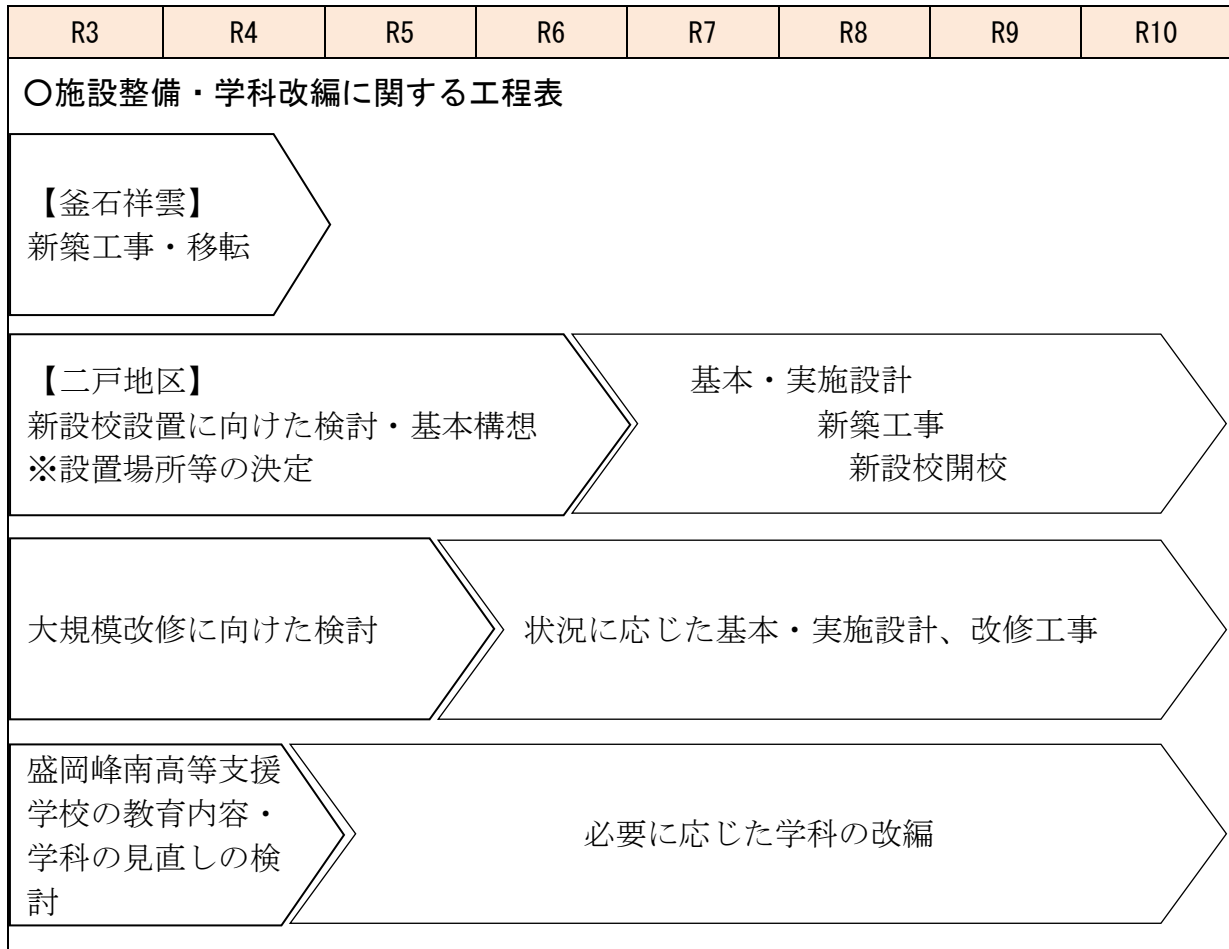 R3 R4 R5 R6 R7 R8 R9 R10
〇施設整備・学科改編に関する工程表
【釜石祥雲】
新築工事・移転
【二戸地区】
新設校設置に向けた検討・基本構想
※設置場所等の決定
基本・実施設計
新築工事
新設校開校
大規模改修に向けた検討
状況に応じた基本・実施設計、改修工事
盛岡峰南高等支援
学校の教育内容・
学科の見直しの検
討
必要に応じた学科の改編